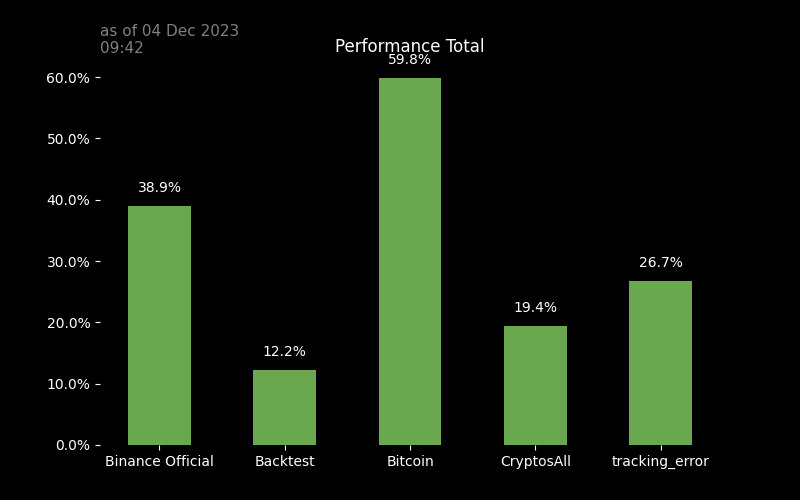 as of 04 Dec 2023
09:42
Performance Total
59.8%
60.0%
50.0%
38.9%
40.0%
26.7%
30.0%
19.4%
20.0%
12.2%
10.0%
0.0%
Binance Official
Backtest
Bitcoin
CryptosAll
tracking_error